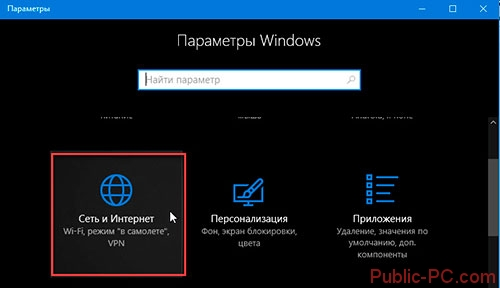 Параметры
Параметры Windows
Найти параметр
Сеть и Интернет
Wi-Fi, режим "в самолете",
VPN
Персонализация
Фон, экран блокировки,
цвета
Приложения
Удаление, значения по
умолчанию, доп.
компоненты
Public-PC.com